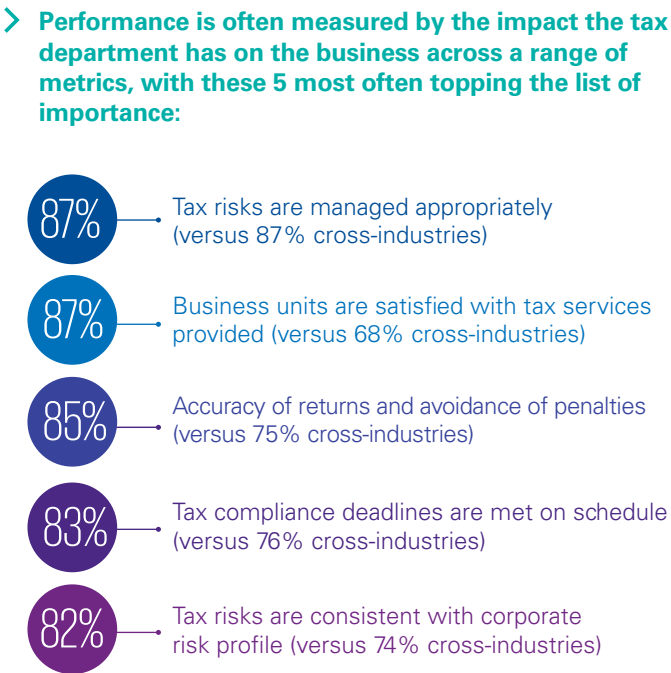 Performance is often measured by the impact the tax
department has on the business across a range of
metrics, with these 5 most often topping the list of
importance:
87%
Tax risks are managed appropriately
(versus 87% cross-industries)
87%
Business units are satisfied with tax services
provided (versus 68% cross-industries)
85%
Accuracy of returns and avoidance of penalties
(versus 75% cross-industries)
83%
Tax compliance deadlines are met on schedule
(versus 76% cross-industries)
82%
Tax risks are consistent with corporate
risk profile (versus 74% cross-industries)